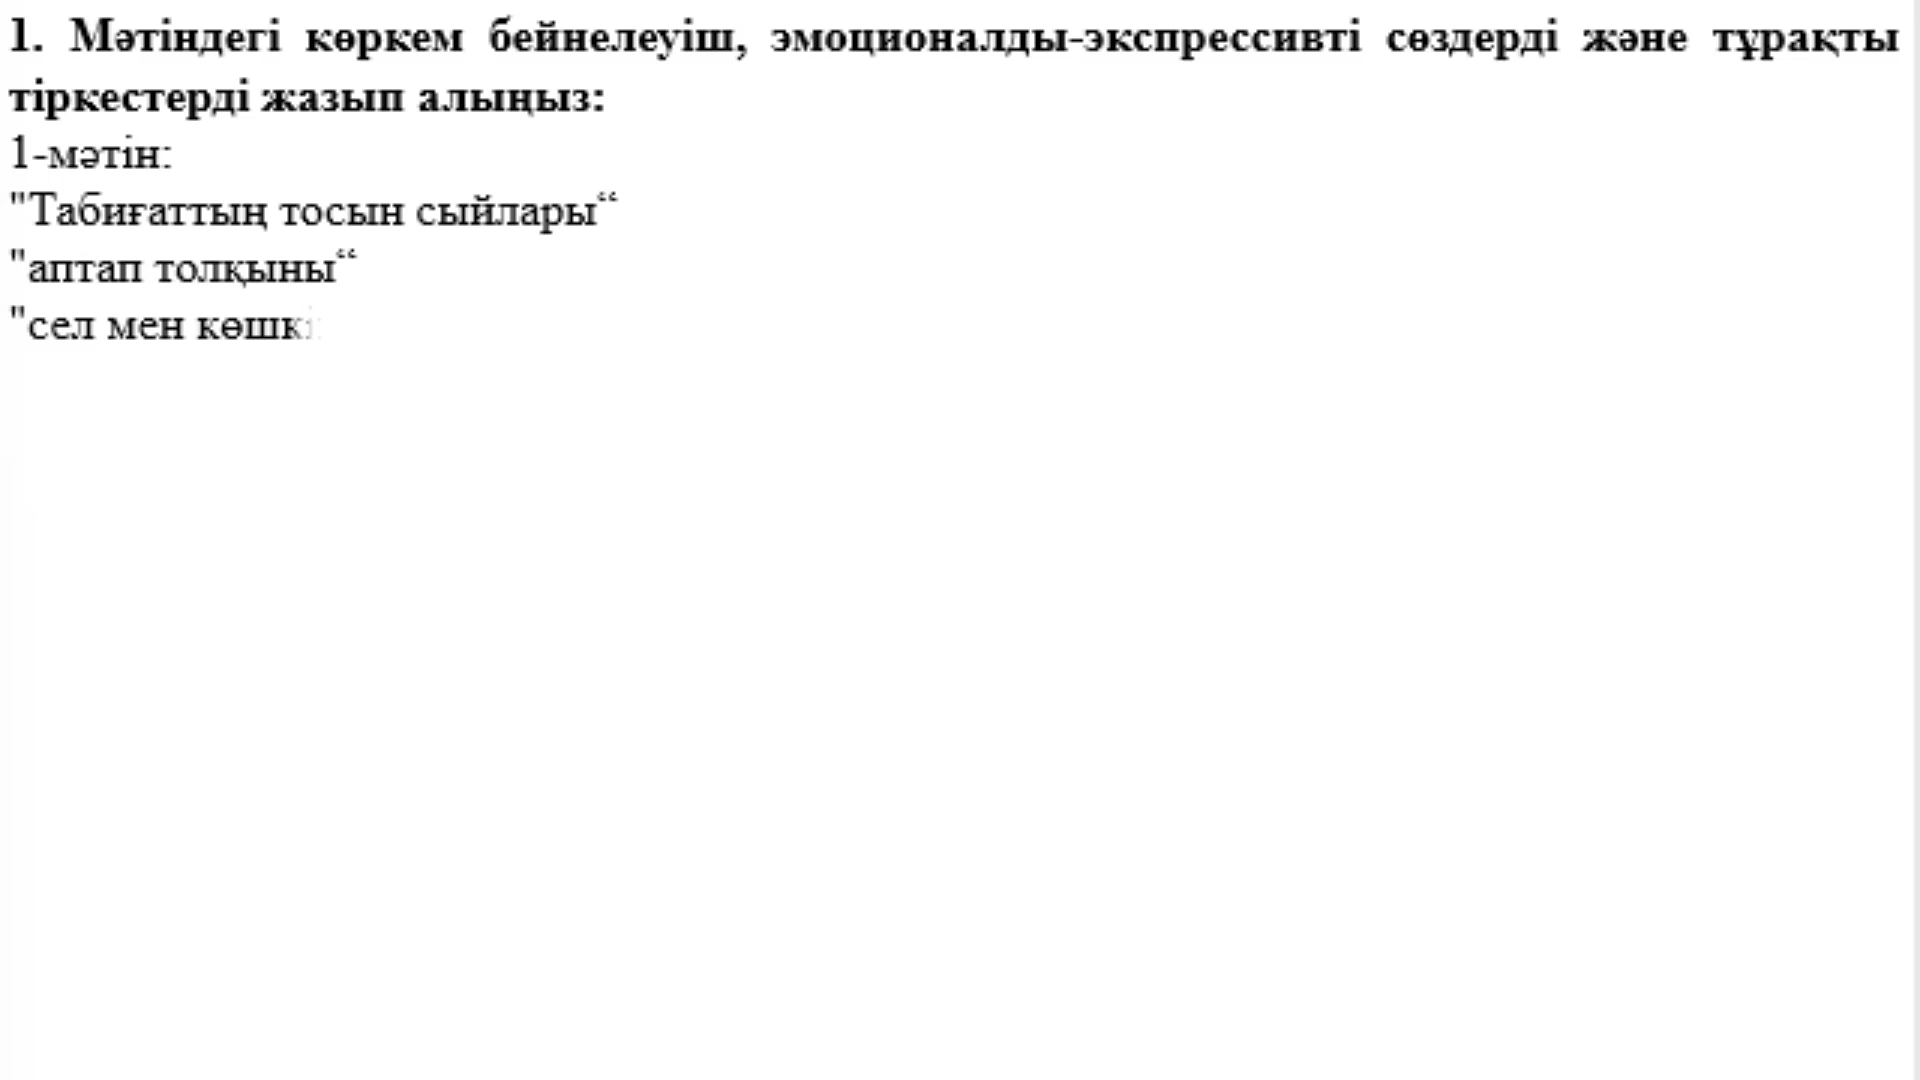 1. Мәтіндегі көркем бейнелеуіш, эмоционалды-экспрессивті сөздерді және тұрақты
тіркестерді жазып алыңыз:
1-мәтін:
"Табиғаттың тосын сыйлары“
"аптап толқыны“
"сел мен